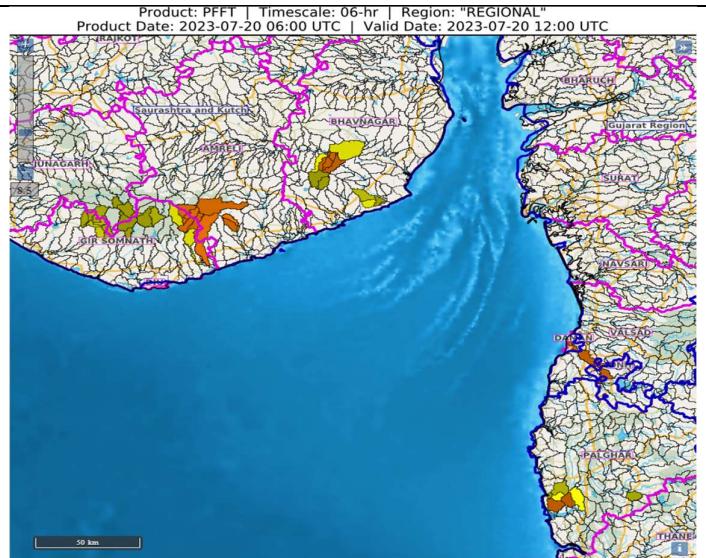 Product: PFFT | Timescale: 06-hr | Region: "REGIONAL"
Product Date: 2023-07-20 06:00 UTC | Valid Date: 2023-07-20 12:00 UTC
RAJKOT
BHARUCH
Saurashtra and Kutch
BHAVNAGAR
Gujarat Region
AMRELI
JUNAGARH
SURAT
8.5
GIR SOMNATH
NAVSARI
VALSAD
PALGHAR
THANE
50 km